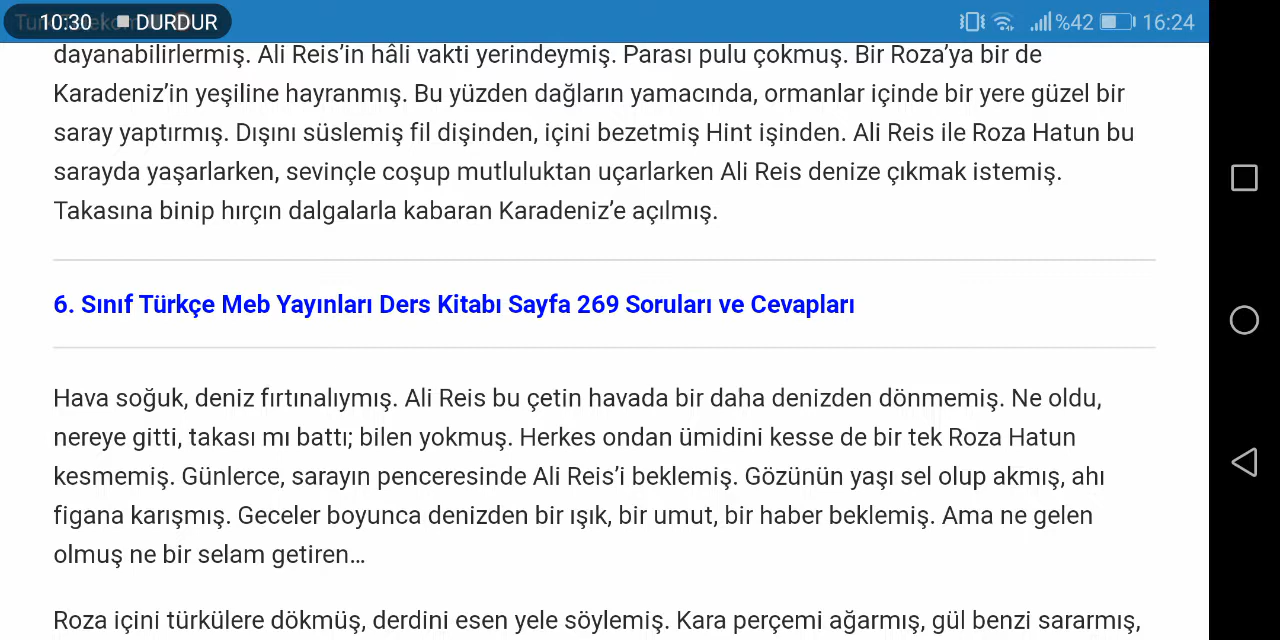 10:30 DURDUR %42 16:24
dayanabilirlermiş. Ali Reis’in hâli vakti yerindeymiş. Parası pulu çokmuş. Bir Roza’ya bir de
Karadeniz’in yeşiline hayranmış. Bu yüzden dağların yamacında, ormanlar içinde bir yere güzel bir
saray yaptırmış. Dışını süslemiş fil dişinden, içini bezetmiş Hint işinden. Ali Reis ile Roza Hatun bu
sarayda yaşarlarken, sevinçle coşup mutluluktan uçarlarken Ali Reis denize çıkmak istemiş.
Takasına binip hırçın dalgalarla kabaran Karadeniz’e açılmış.
6. Sınıf Türkçe Meb Yayınları Ders Kitabı Sayfa 269 Soruları ve Cevapları
Hava soğuk, deniz fırtınalıymış. Ali Reis bu çetin havada bir daha denizden dönmemiş. Ne oldu,
nereye gitti, takası mı battı; bilen yokmuş. Herkes ondan ümidini kesse de bir tek Roza Hatun
kesmemiş. Günlerce, sarayın penceresinde Ali Reis’i beklemiş. Gözünün yaşı sel olup akmış, ahı
figana karışmış. Geceler boyunca denizden bir ışık, bir umut, bir haber beklemiş. Ama ne gelen
olmuş ne bir selam getiren…
Roza içini türkülere dökmüş, derdini esen yele söylemiş. Kara perçemi ağarmış, gül benzi sararmış,